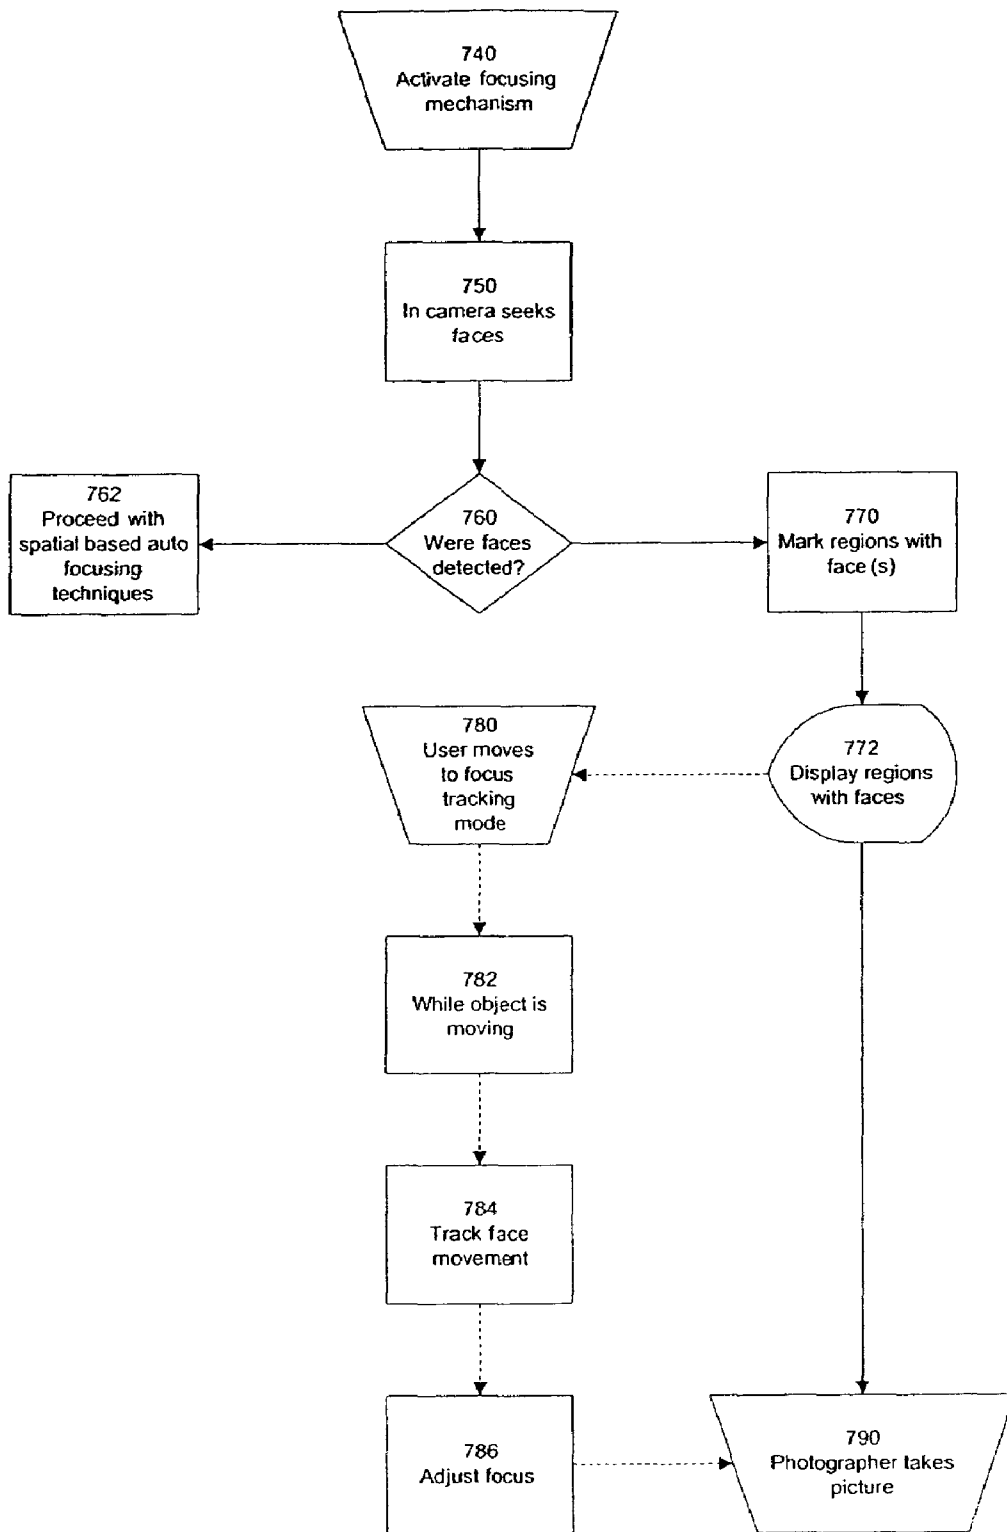 740
Activate focusing
mechanism
750
In camera seeks
faces
762
Proceed with
spatial based auto
focusing
techniques
760
Were faces
detected?
770
Mark regions with
face(s)
780
User moves
to focus
tracking
mode
772
Display regions
with faces
782
While object is
moving
784
Track face
movement
786
Adjust focus
790
Photographer takes
picture